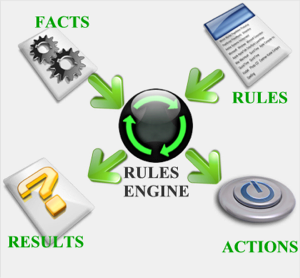 FACTS
RULES
RULES
ENGINE
RESULTS
ACTIONS